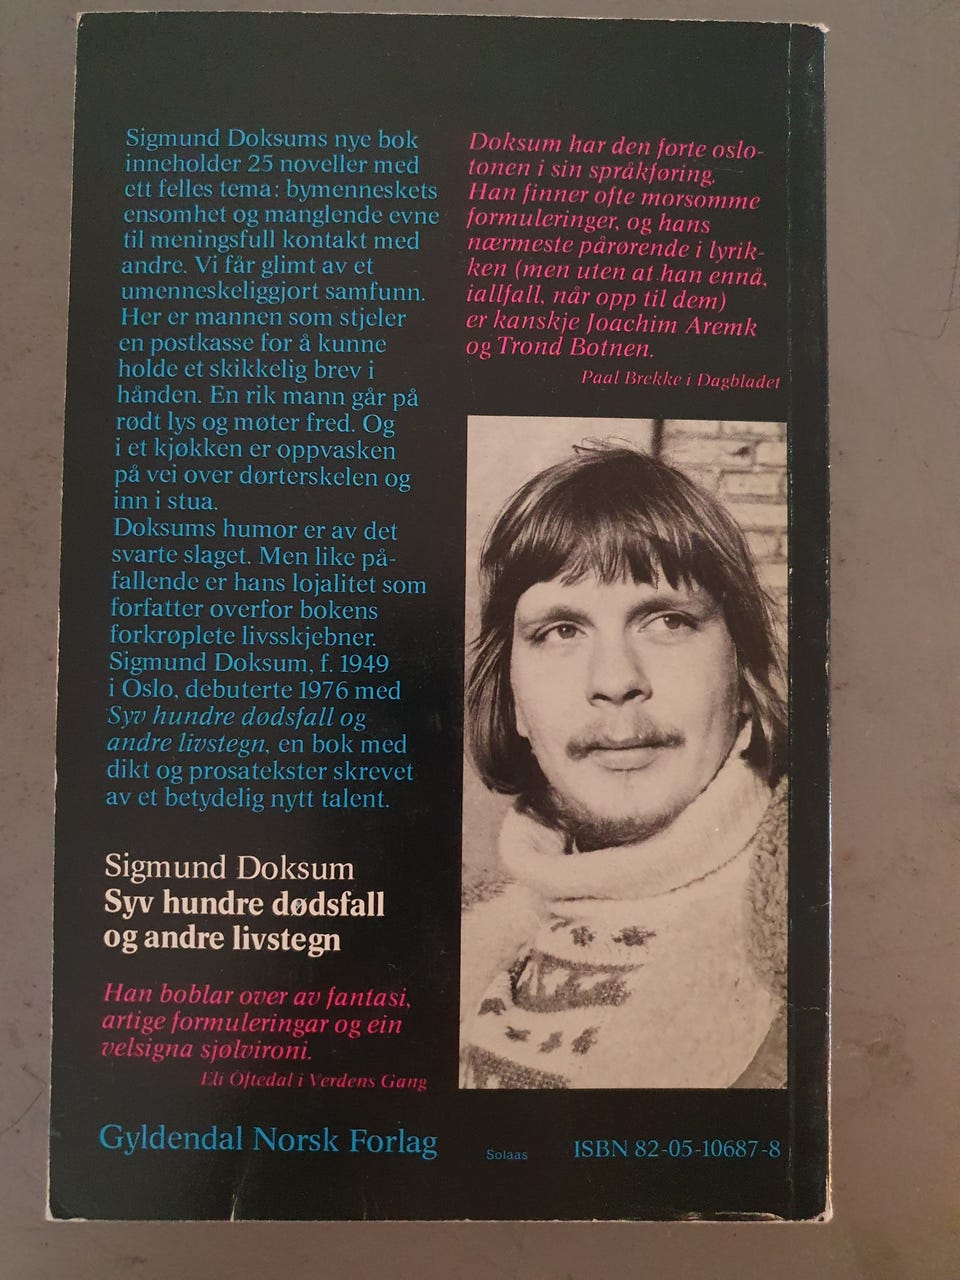 Sigmund Doksums nye bok
inneholder 25 noveller med
ett felles tema: bymenneskets
ensomhet og manglende evne
til meningsfull kontakt med
andre. Vi får glimt av et
umenneskeliggjort samfunn.
Her er mannen som stjeler
en postkasse for å kunne
holde et skikkelig brev i
hånden. En rik mann går på
rødt lys og møter fred. Og
i et kjøkken er oppvasken
på vei over dørterskelen og
inn i stua.
Doksums humor er av det
svarte slaget. Men like på-
fallende er hans lojalitet som
forfatter overfor bokens
forkrøplete livsskjebner.
Sigmund Doksum, f. 1949
i Oslo, debuterte 1976 med
Syv hundre dødsfall og
andre livstegn, en bok med
dikt og prosatekster skrevet
av et betydelig nytt talent.
Sigmund Doksum
Syv hundre dødsfall
og andre livstegn
Han boblar over av fantasi,
artige formuleringar og ein
velsigna sjølvironi.
Eli Oftedal i Verdens Gang
Doksum har den forte oslo-
tonen i sin språkføring.
Han finner ofte morsomme
formuleringer, og hans
nærmeste pårørende i lyrik-
ken (men uten at han ennå,
iallfall, når opp til dem)
er kanskje Joachim Aremk
og Trond Botnen.
Paal Brekke i Dagbladet
Gyldendal Norsk Forlag
Solaas
ISBN 82-05-10687-8